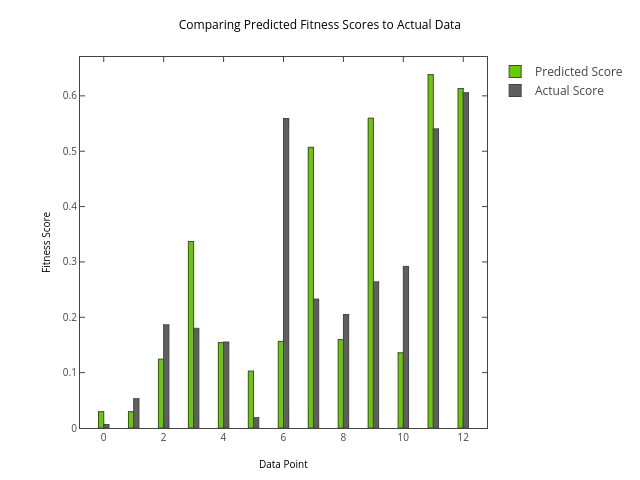 Comparing Predicted Fitness Scores to Actual Data
Predicted Score
Actual Score
Fitness Score
0.6
0.5
0.4
0.3
0.2
0.1
0
0 2 4 6 8 10 12
Data Point